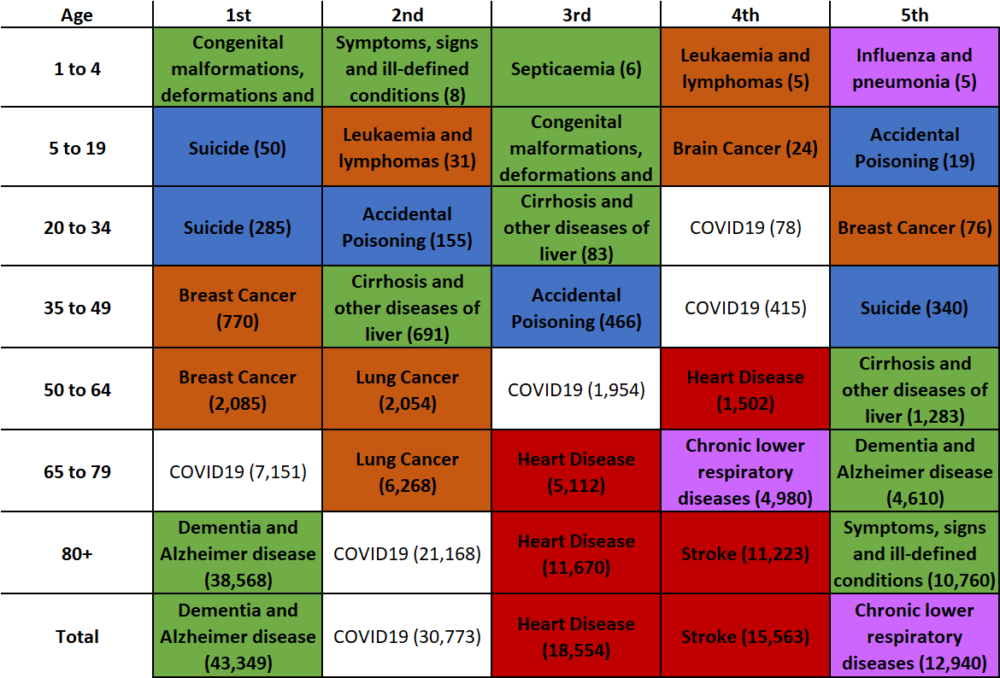 Age 1st 2nd 3rd 4th 5th
1 to 4
Congenital
malformations,
deformations and
Symptoms, signs
and ill-defined
conditions (8)
Septicaemia (6)
Leukaemia and
lymphomas (5)
Influenza and
pneumonia (5)
5 to 19
Suicide (50)
Leukaemia and
lymphomas (31)
Congenital
malformations,
deformations and
Brain Cancer (24)
Accidental
Poisoning (19)
20 to 34
Suicide (285)
Accidental
Poisoning (155)
Cirrhosis and
other diseases of
liver (83)
COVID19 (78)
Breast Cancer (76)
35 to 49
Breast Cancer
(770)
Cirrhosis and
other diseases of
liver (691)
Accidental
Poisoning (466)
COVID19 (415)
Suicide (340)
50 to 64
Breast Cancer
(2,085)
Lung Cancer
(2,054)
COVID19 (1,954)
Heart Disease
(1,502)
Cirrhosis and
other diseases of
liver (1,283)
65 to 79
COVID19 (7,151)
Lung Cancer
(6,268)
Heart Disease
(5,112)
Chronic lower
respiratory
diseases (4,980)
Dementia and
Alzheimer disease
(4,610)
80+
Dementia and
Alzheimer disease
(38,568)
COVID19 (21,168)
Heart Disease
(11,670)
Stroke (11,223)
Symptoms, signs
and ill-defined
conditions (10,760)
Total
Dementia and
Alzheimer disease
(43,349)
COVID19 (30,773)
Heart Disease
(18,554)
Stroke (15,563)
Chronic lower
respiratory
diseases (12,940)